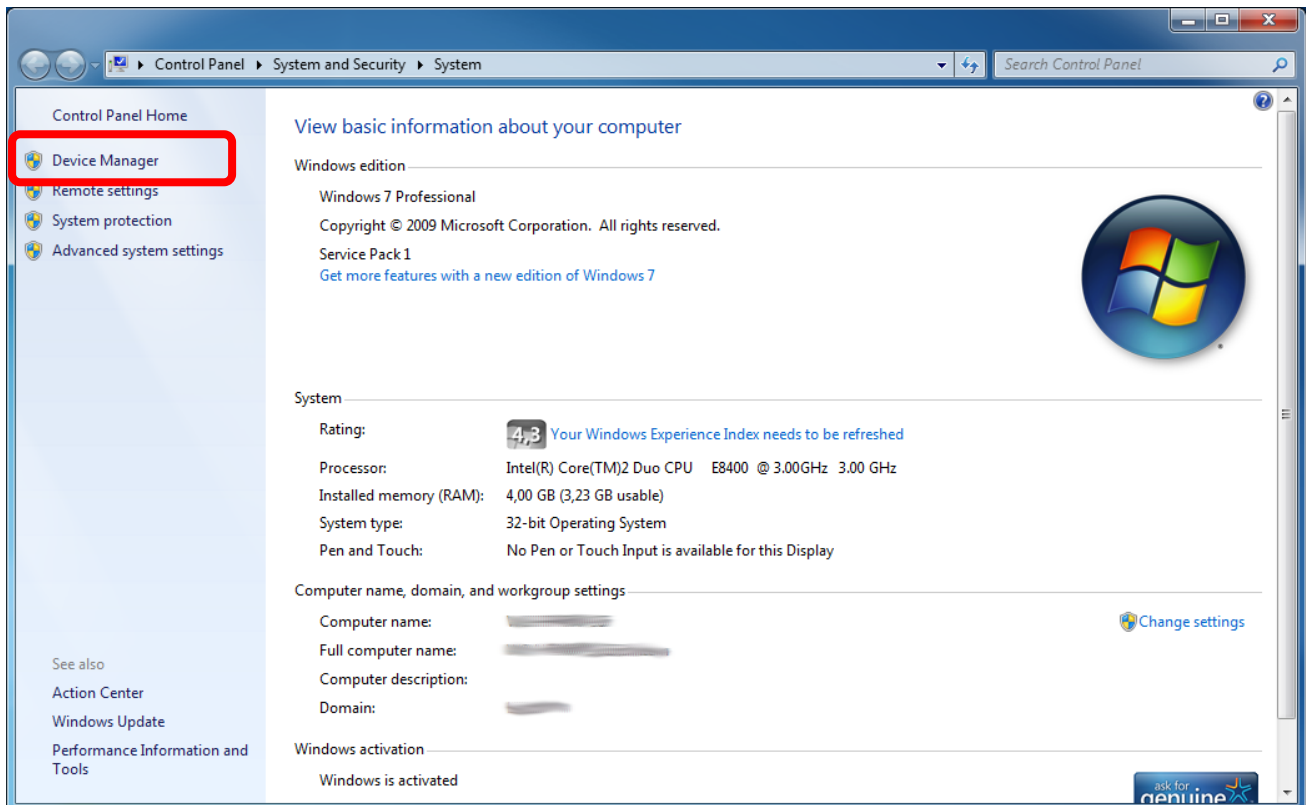 Control Panel ▸ System and Security ▸ System
Search Control Panel
Control Panel Home
Device Manager
Remote settings
System protection
Advanced system settings
View basic information about your computer
Windows edition
Windows 7 Professional
Copyright © 2009 Microsoft Corporation. All rights reserved.
Service Pack 1
Get more features with a new edition of Windows 7
System
Rating: 4,3 Your Windows Experience Index needs to be refreshed
Processor: Intel(R) Core(TM)2 Duo CPU E8400 @ 3.00GHz 3.00 GHz
Installed memory (RAM): 4,00 GB (3,23 GB usable)
System type: 32-bit Operating System
Pen and Touch: No Pen or Touch Input is available for this Display
Computer name, domain, and workgroup settings
Computer name:
Change settings
Full computer name:
Computer description:
Domain:
See also
Action Center
Windows Update
Performance Information and
Tools
Windows activation
Windows is activated
ask for
genuine